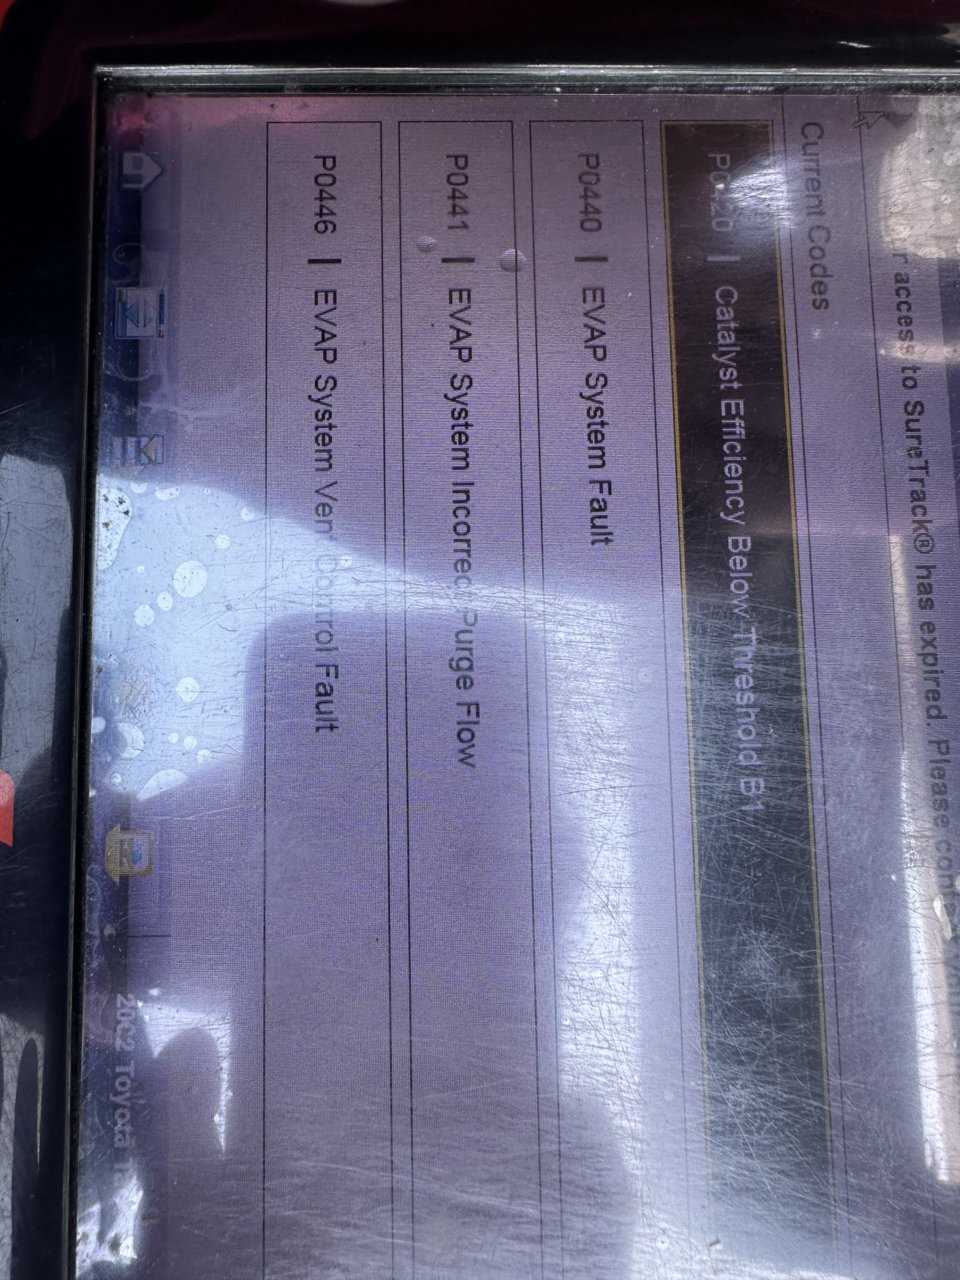 r access to SureTrack® has expired. Please
Current Codes
P0420 | Catalyst Efficiency Below Threshold B1
P0440 | EVAP System Fault
P0441 | EVAP System Incorrect Purge Flow
P0446 | EVAP System Vent Control Fault
2002 Toyota